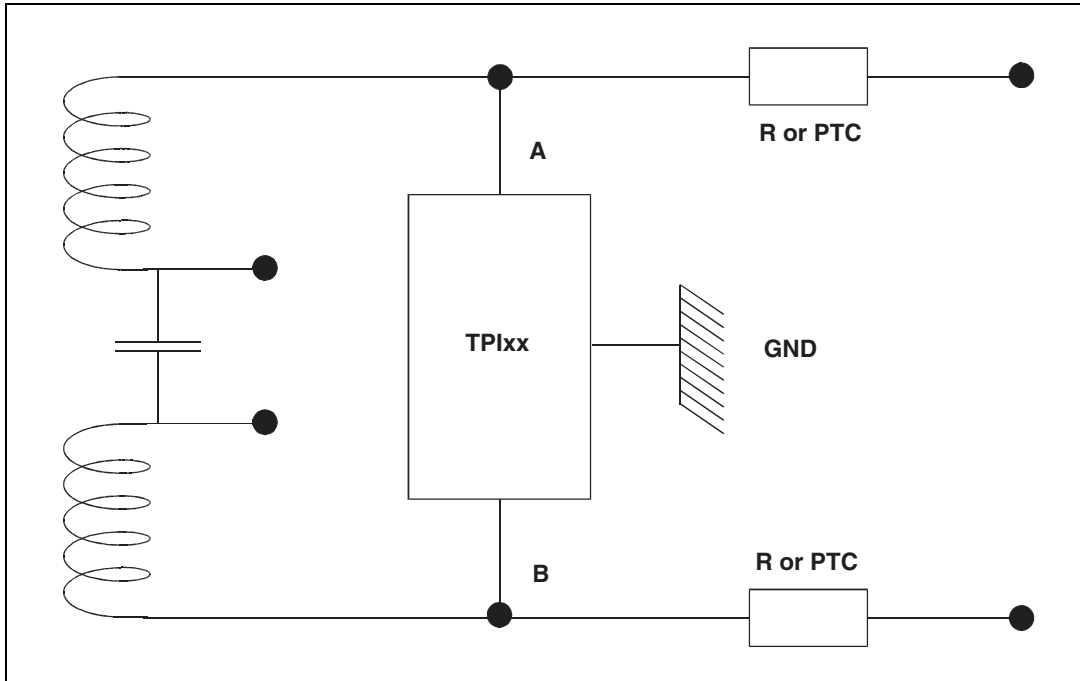 R or PTC
A
TPIxx
GND
B
R or PTC